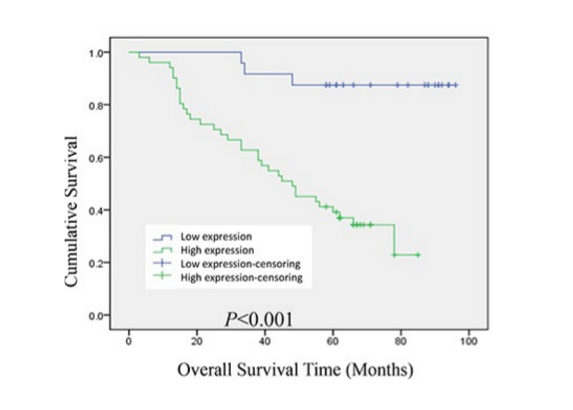 Cumulative Survival
1.0
0.8
0.6
0.4
0.2
0.0
Low expression
High expression
Low expression-censoring
High expression-censoring
P<0.001
0 20 40 60 80 100
Overall Survival Time (Months)